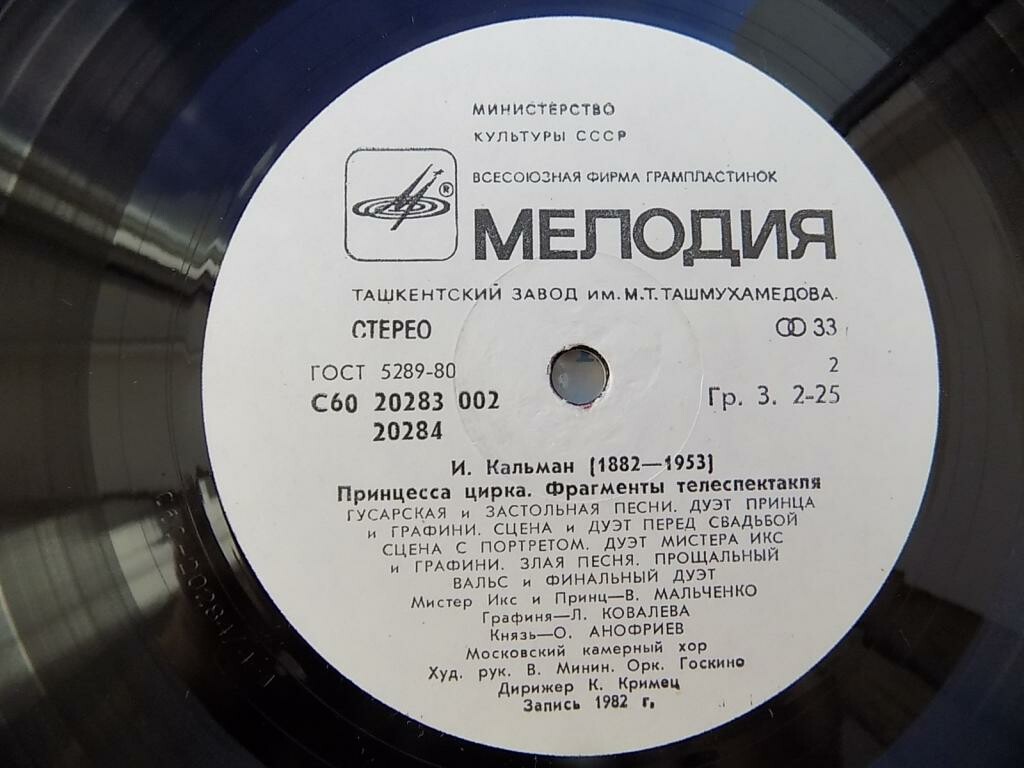 МИНИСТЕРСТВО
КУЛЬТУРЫ СССР
ВСЕСОЮЗНАЯ ФИРМА ГРАМПЛАСТИНОК
®
МЕЛОДИЯ
ТАШКЕНТСКИЙ ЗАВОД ИМ. М.Т. ТАШМУХАМЕДОВА.
СТЕРЕО 33
ГОСТ 5289-80 2
С60 20283 002 Гр. 3. 2-25
20284
И. Кальман (1882—1953)
Принцесса цирка. Фрагменты телеспектакля
ГУСАРСКАЯ И ЗАСТОЛЬНАЯ ПЕСНИ. ДУЭТ ПРИНЦА
И ГРАФИНИ. СЦЕНА И ДУЭТ ПЕРЕД СВАДЬБОЙ
СЦЕНА С ПОРТРЕТОМ. ДУЭТ МИСТЕРА ИКС
И ГРАФИНИ. ЗЛАЯ ПЕСНЯ. ПРОЩАЛЬНЫЙ
ВАЛЬС И ФИНАЛЬНЫЙ ДУЭТ
Мистер Икс и Принц—В. МАЛЬЧЕНКО
Графиня—Л. КОВАЛЕВА
Князь—О. АНОФРИЕВ
Московский камерный хор
Худ. рук. В. Минин. Орк. Госкино
Дирижер К. Кримец
Запись 1982 г.